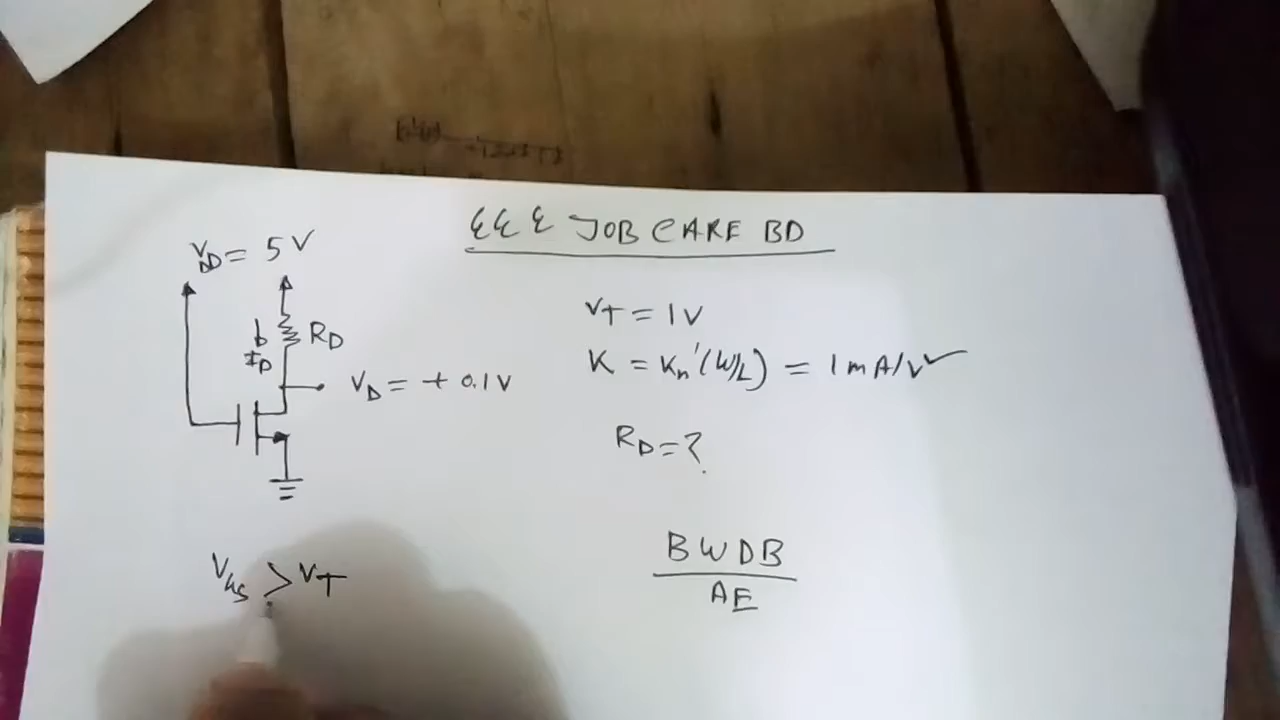 EEE JOB CARE BD
VDD = 5V
RD
ID
VD = + 0.1V
VT = 1V
K = Kn'(W/L) = 1mA/V²
RD = ?
BWDB
AE
VGS > VT